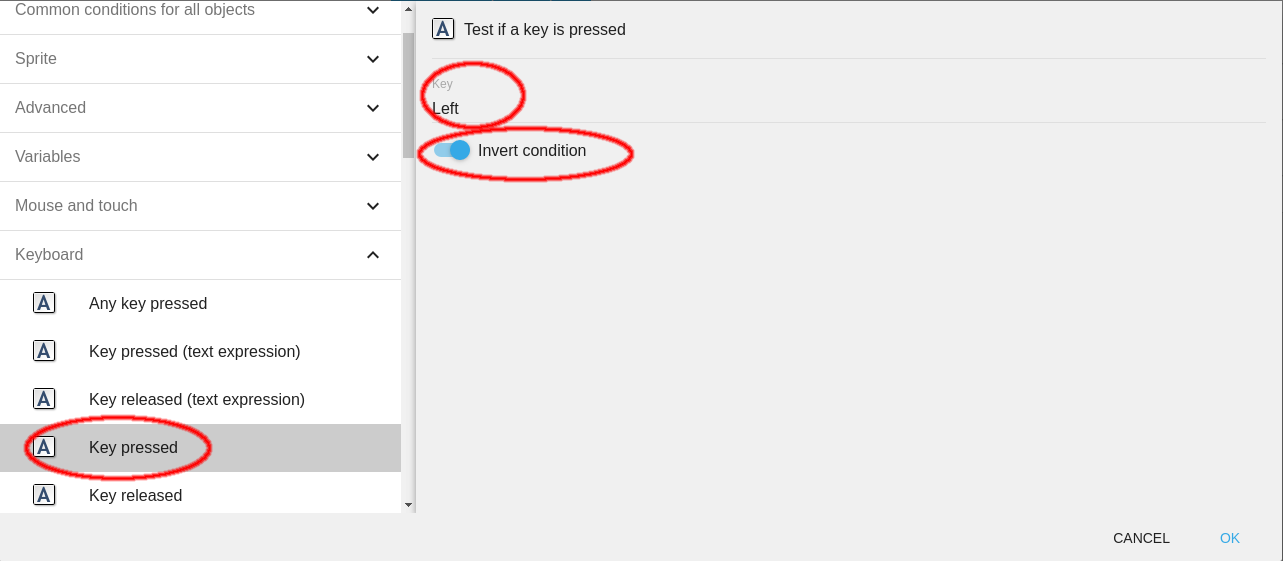 Common conditions for all objects
Sprite
Advanced
Variables
Mouse and touch
Keyboard
A Any key pressed
A Key pressed (text expression)
A Key released (text expression)
A Key pressed
A Key released
A Test if a key is pressed
Key
Left
Invert condition
CANCEL OK